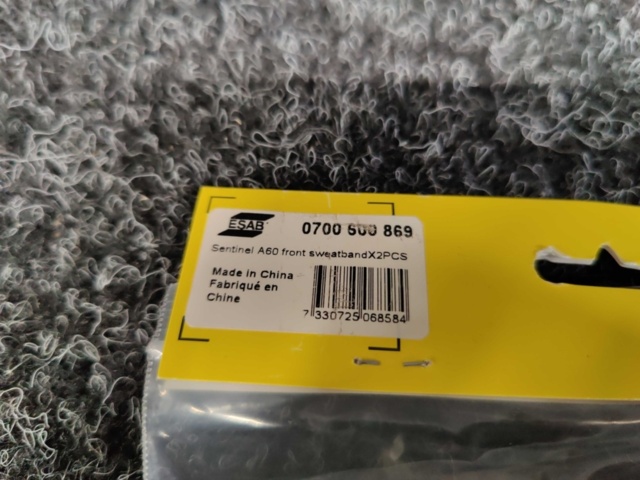 ESAB
0700 600 869
Sentinel A60 front sweatbandX2PCS
Made in China
Fabriqué en
Chine
7 330725 068584